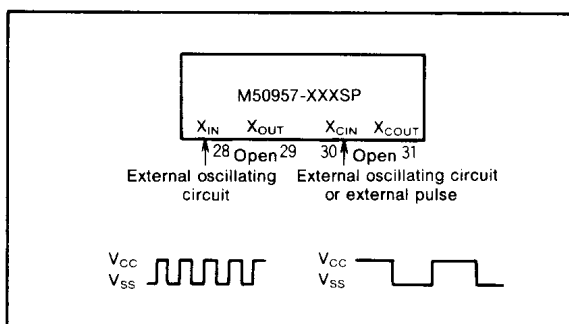 M50957-XXXSP
XIN XOUT XCIN XCOUT
28 Open 29 30 Open 31
External oscillating circuit
External oscillating circuit or external pulse
VCC
VSS
VCC
VSS